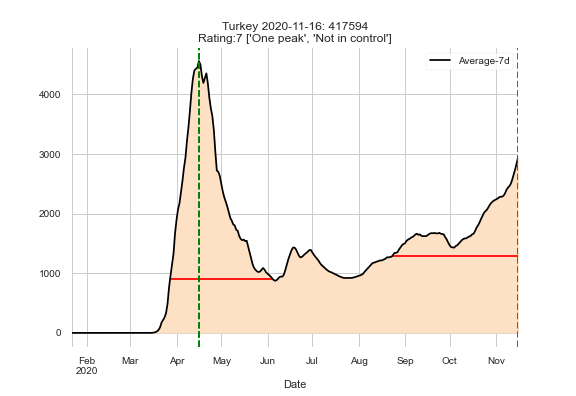 Turkey 2020-11-16: 417594
Rating:7 ['One peak', 'Not in control']
Average-7d
4000
3000
2000
1000
0
Feb Mar Apr May Jun Jul Aug Sep Oct Nov
2020
Date